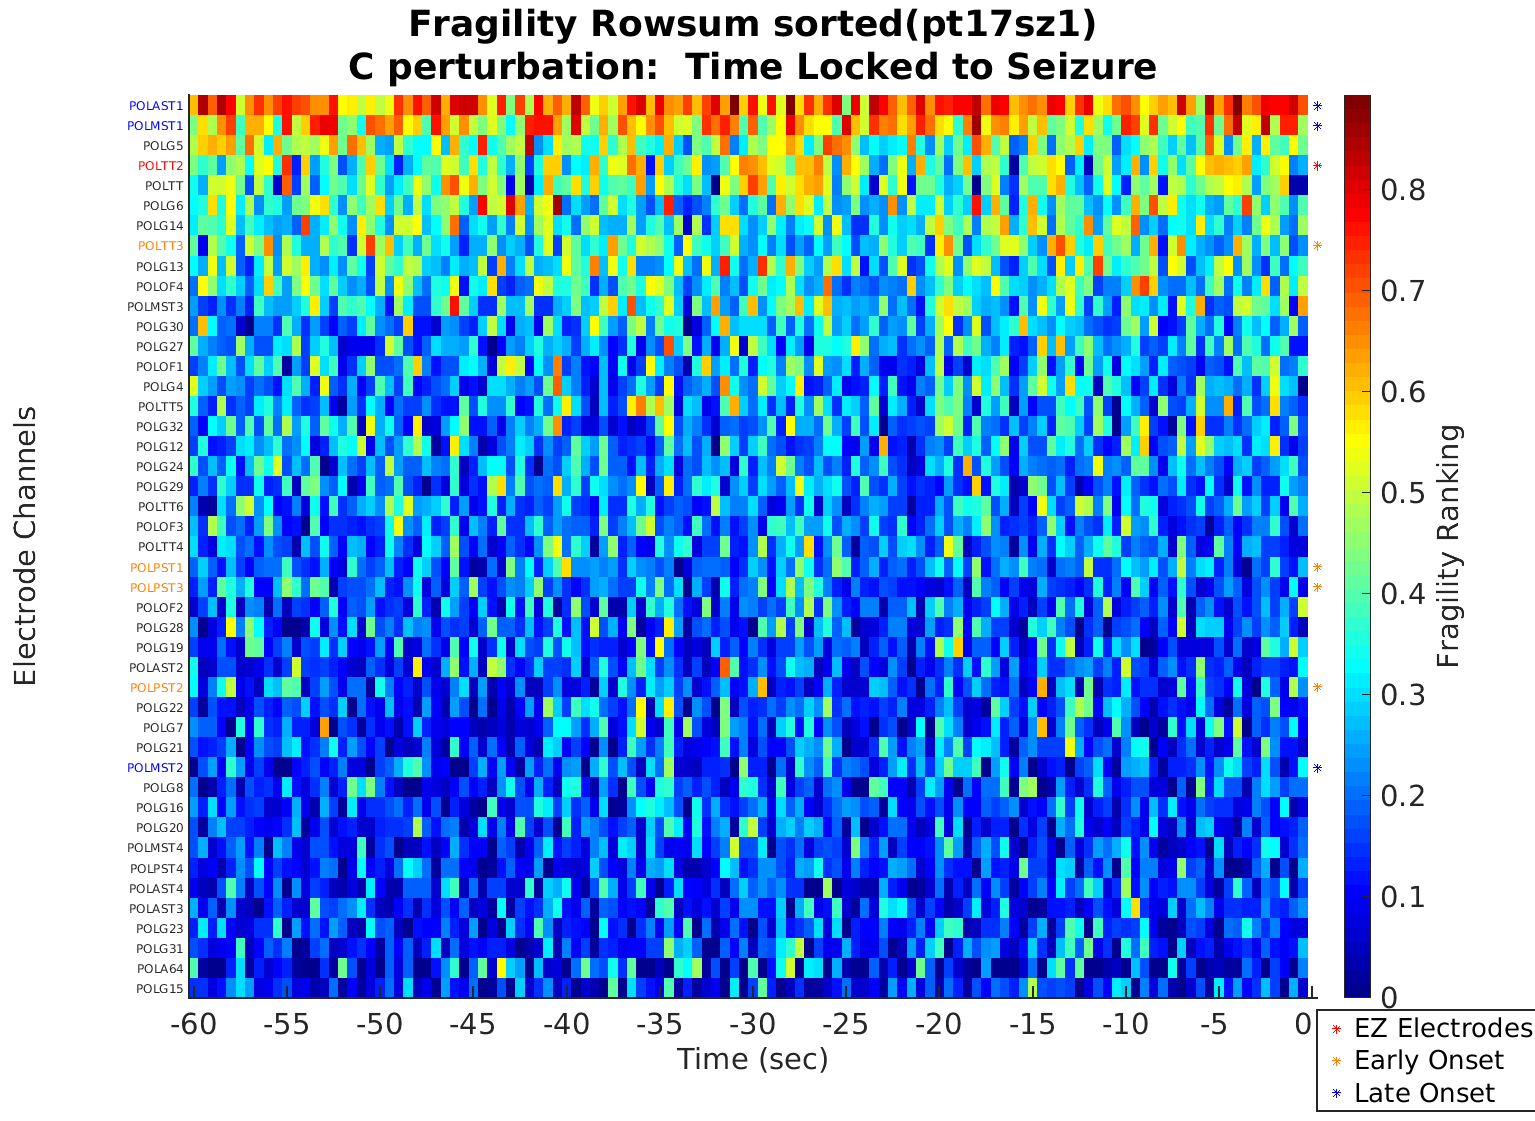 Fragility Rowsum sorted(pt17sz1)
C perturbation:  Time Locked to Seizure
Electrode Channels
POLAST1
POLMST1
POLG5
POLTT2
POLTT
POLG6
POLG14
POLTT3
POLG13
POLOF4
POLMST3
POLG30
POLG27
POLOF1
POLG4
POLTT5
POLG32
POLG12
POLG24
POLG29
POLTT6
POLOF3
POLTT4
POLPST1
POLPST3
POLOF2
POLG28
POLG19
POLAST2
POLPST2
POLG22
POLG7
POLG21
POLMST2
POLG8
POLG16
POLG20
POLMST4
POLPST4
POLAST4
POLAST3
POLG23
POLG31
POLA64
POLG15
-60 -55 -50 -45 -40 -35 -30 -25 -20 -15 -10 -5 0
Time (sec)
0.8
0.7
0.6
0.5
0.4
0.3
0.2
0.1
0
Fragility Ranking
EZ Electrodes
Early Onset
Late Onset